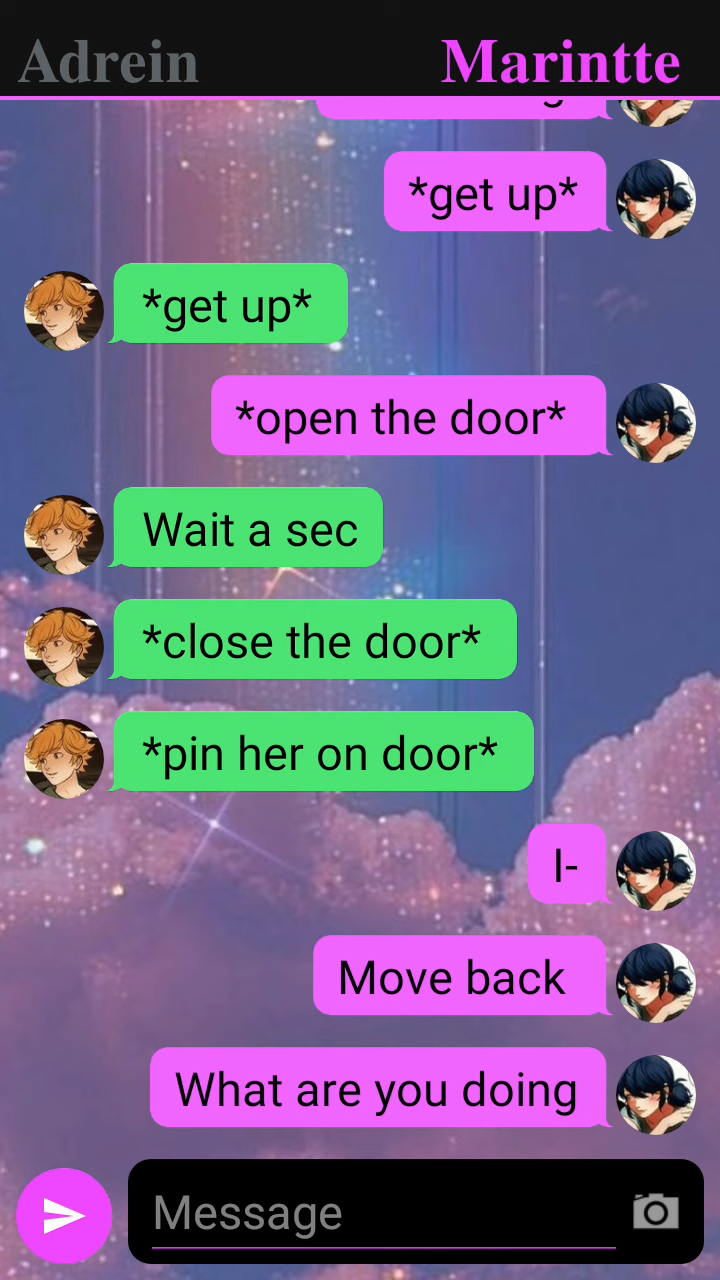 Adrein Marintte
*get up*
*get up*
*open the door*
Wait a sec
*close the door*
*pin her on door*
I-
Move back
What are you doing
Message